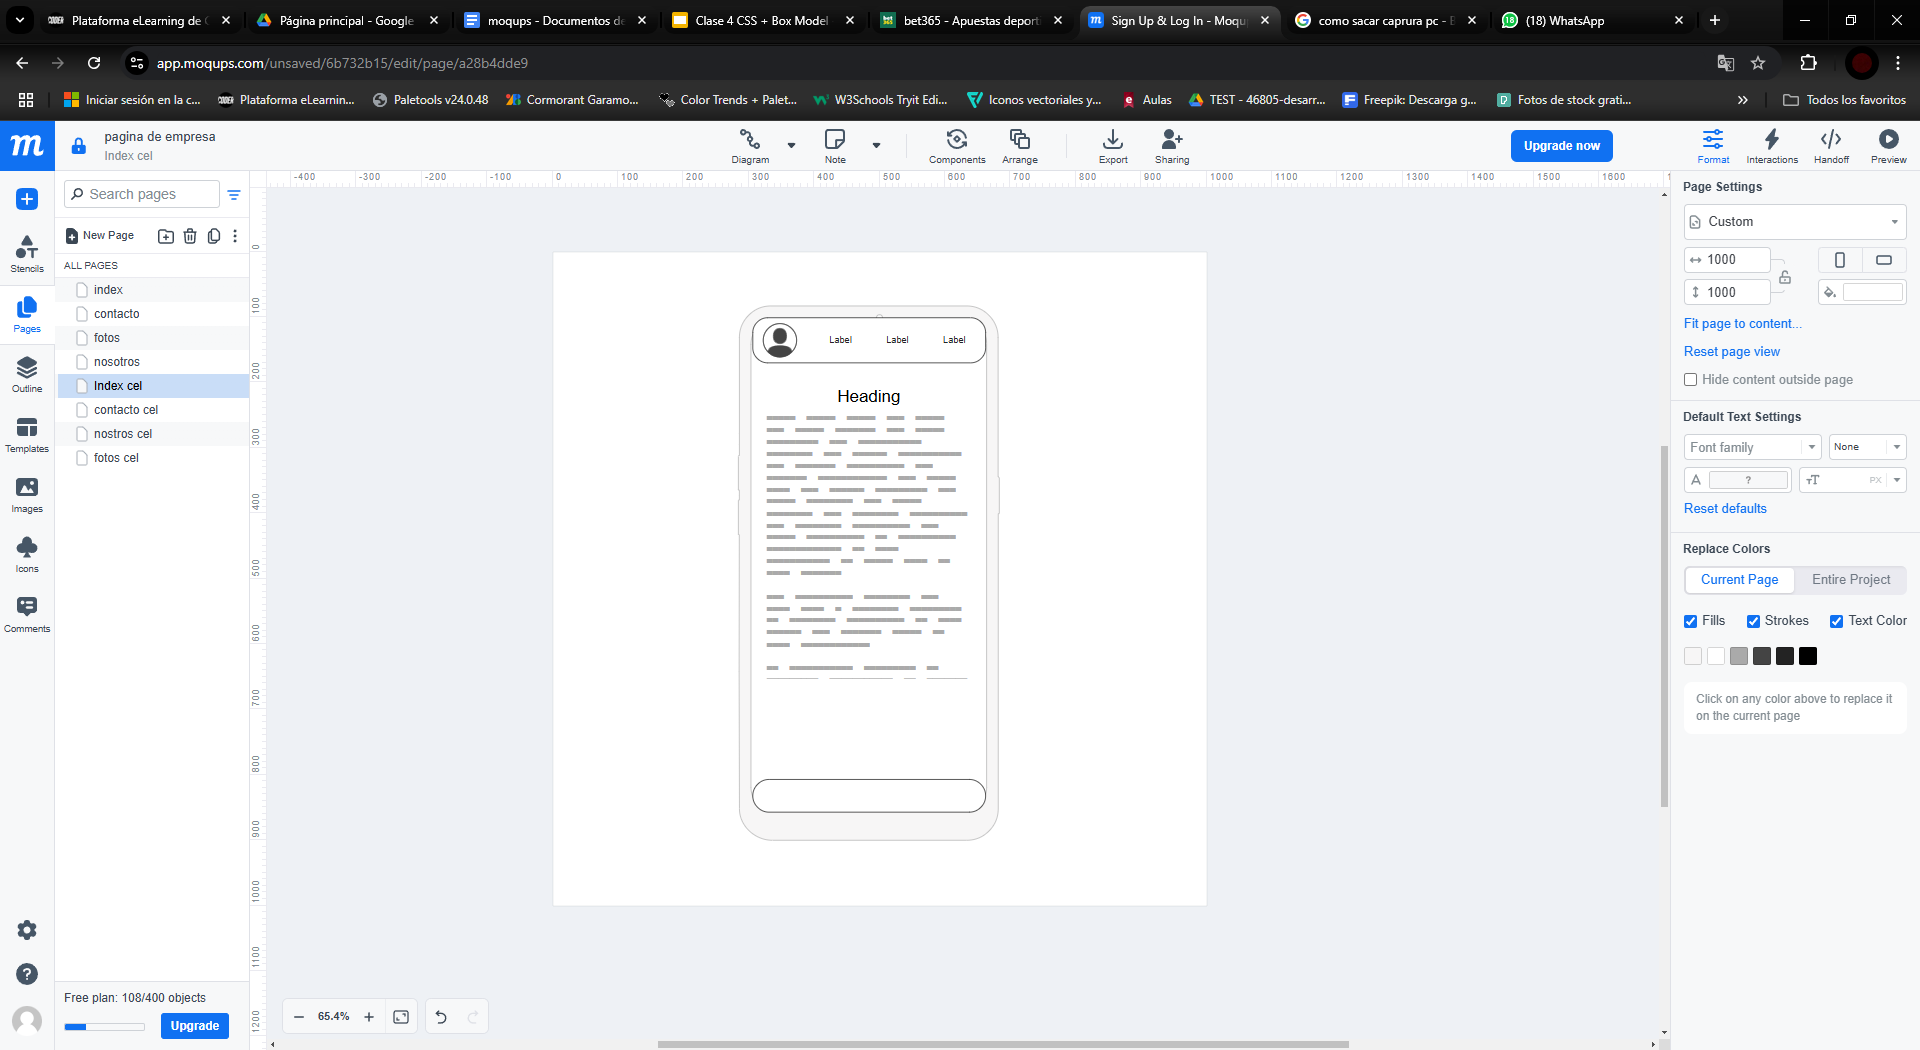 Plataforma eLearning de C
Página principal - Google
moqups - Documentos de
Clase 4 CSS + Box Model
bet365 - Apuestas deport
Sign Up & Log In - Moqu
como sacar caprura pc - B
(18) WhatsApp
app.moqups.com/unsaved/6b732b15/edit/page/a28b4dde9
Iniciar sesión en la c...
Plataforma eLearnin...
Paletools v24.0.48
Cormorant Garamo...
Color Trends + Palet...
W3Schools Tryit Edi...
Iconos vectoriales y...
Aulas
TEST - 46805-desarr...
Freepik: Descarga g...
Fotos de stock grati...
Todos los favoritos
pagina de empresa
Index cel
Diagram
Note
Components
Arrange
Export
Sharing
Upgrade now
Format
Interactions
Handoff
Preview
Search pages
New Page
ALL PAGES
index
contacto
fotos
nosotros
Index cel
contacto cel
nostros cel
fotos cel
Stencils
Pages
Outline
Templates
Images
Icons
Comments
Free plan: 108/400 objects
Upgrade
-400 -300 -200 -100 0 100 200 300 400 500 600 700 800 900 1000 1100 1200 1300 1400 1500 1600
0 100 200 300 400 500 600 700 800 900 1000 1100 1200
Label Label Label
Heading
65.4%
Page Settings
Custom
1000
1000
Fit page to content...
Reset page view
Hide content outside page
Default Text Settings
Font family
None
A ?
TT PX
Reset defaults
Replace Colors
Current Page
Entire Project
Fills
Strokes
Text Color
Click on any color above to replace it
on the current page